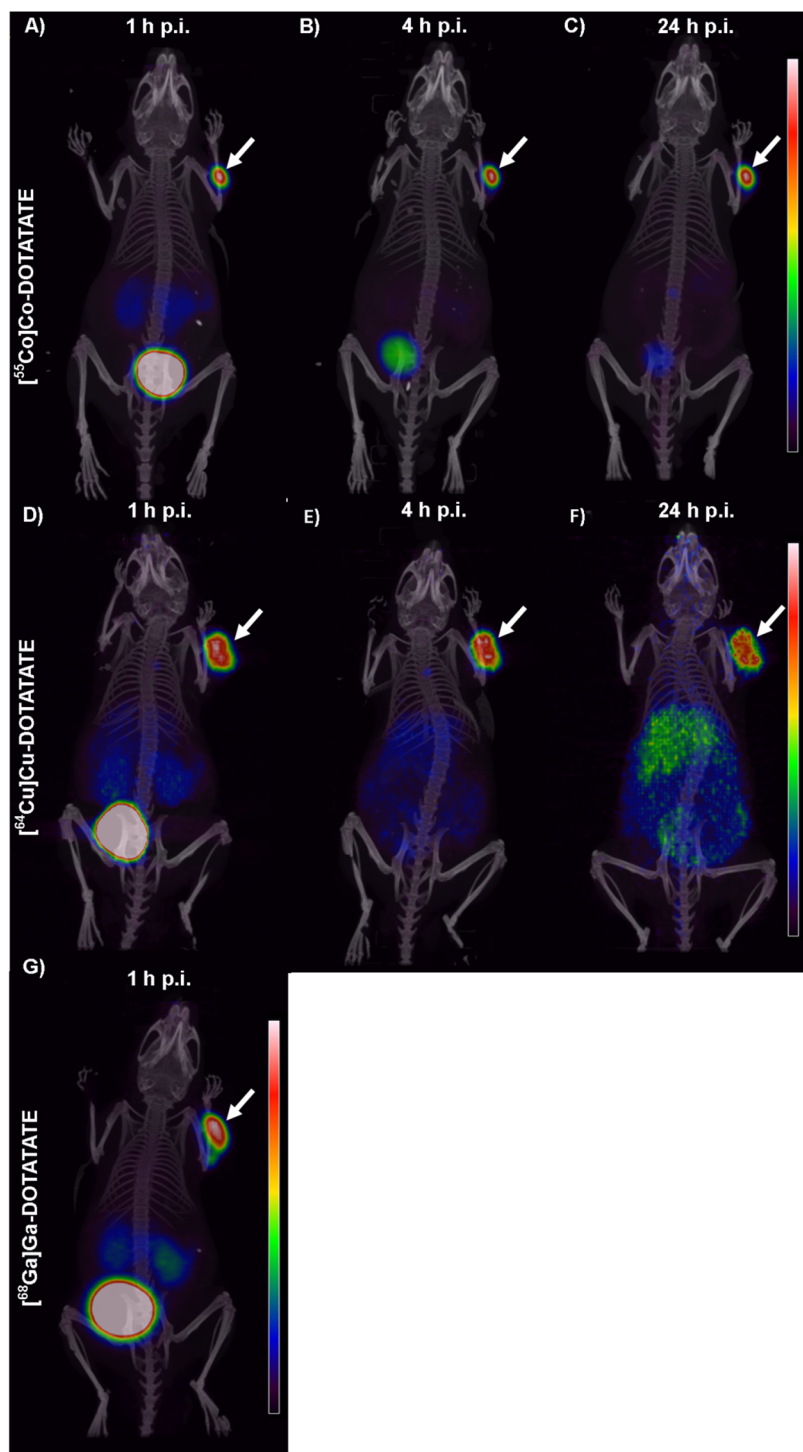 A) 1 h p.i.
B) 4 h p.i.
C) 24 h p.i.
[55Co]Co-DOTATATE
D) 1 h p.i.
E) 4 h p.i.
F) 24 h p.i.
[64Cu]Cu-DOTATATE
G) 1 h p.i.
[68Ga]Ga-DOTATATE